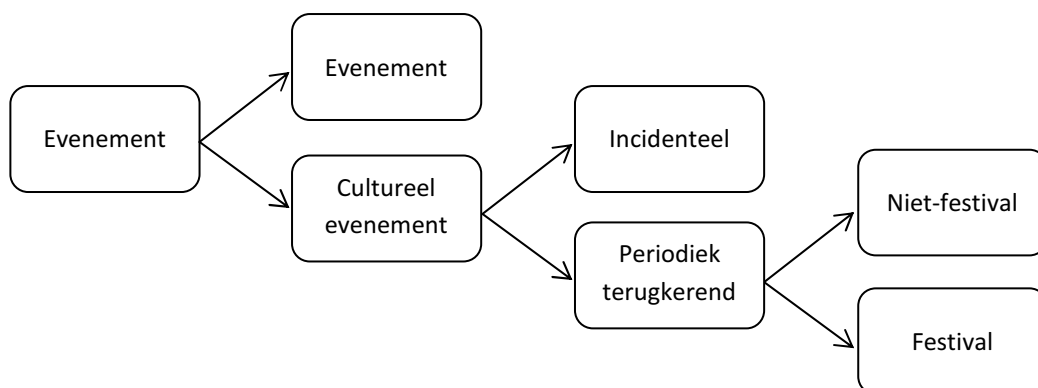 Evenement
Evenement
Cultureel
evenement
Incidenteel
Periodiek
terugkerend
Niet-festival
Festival